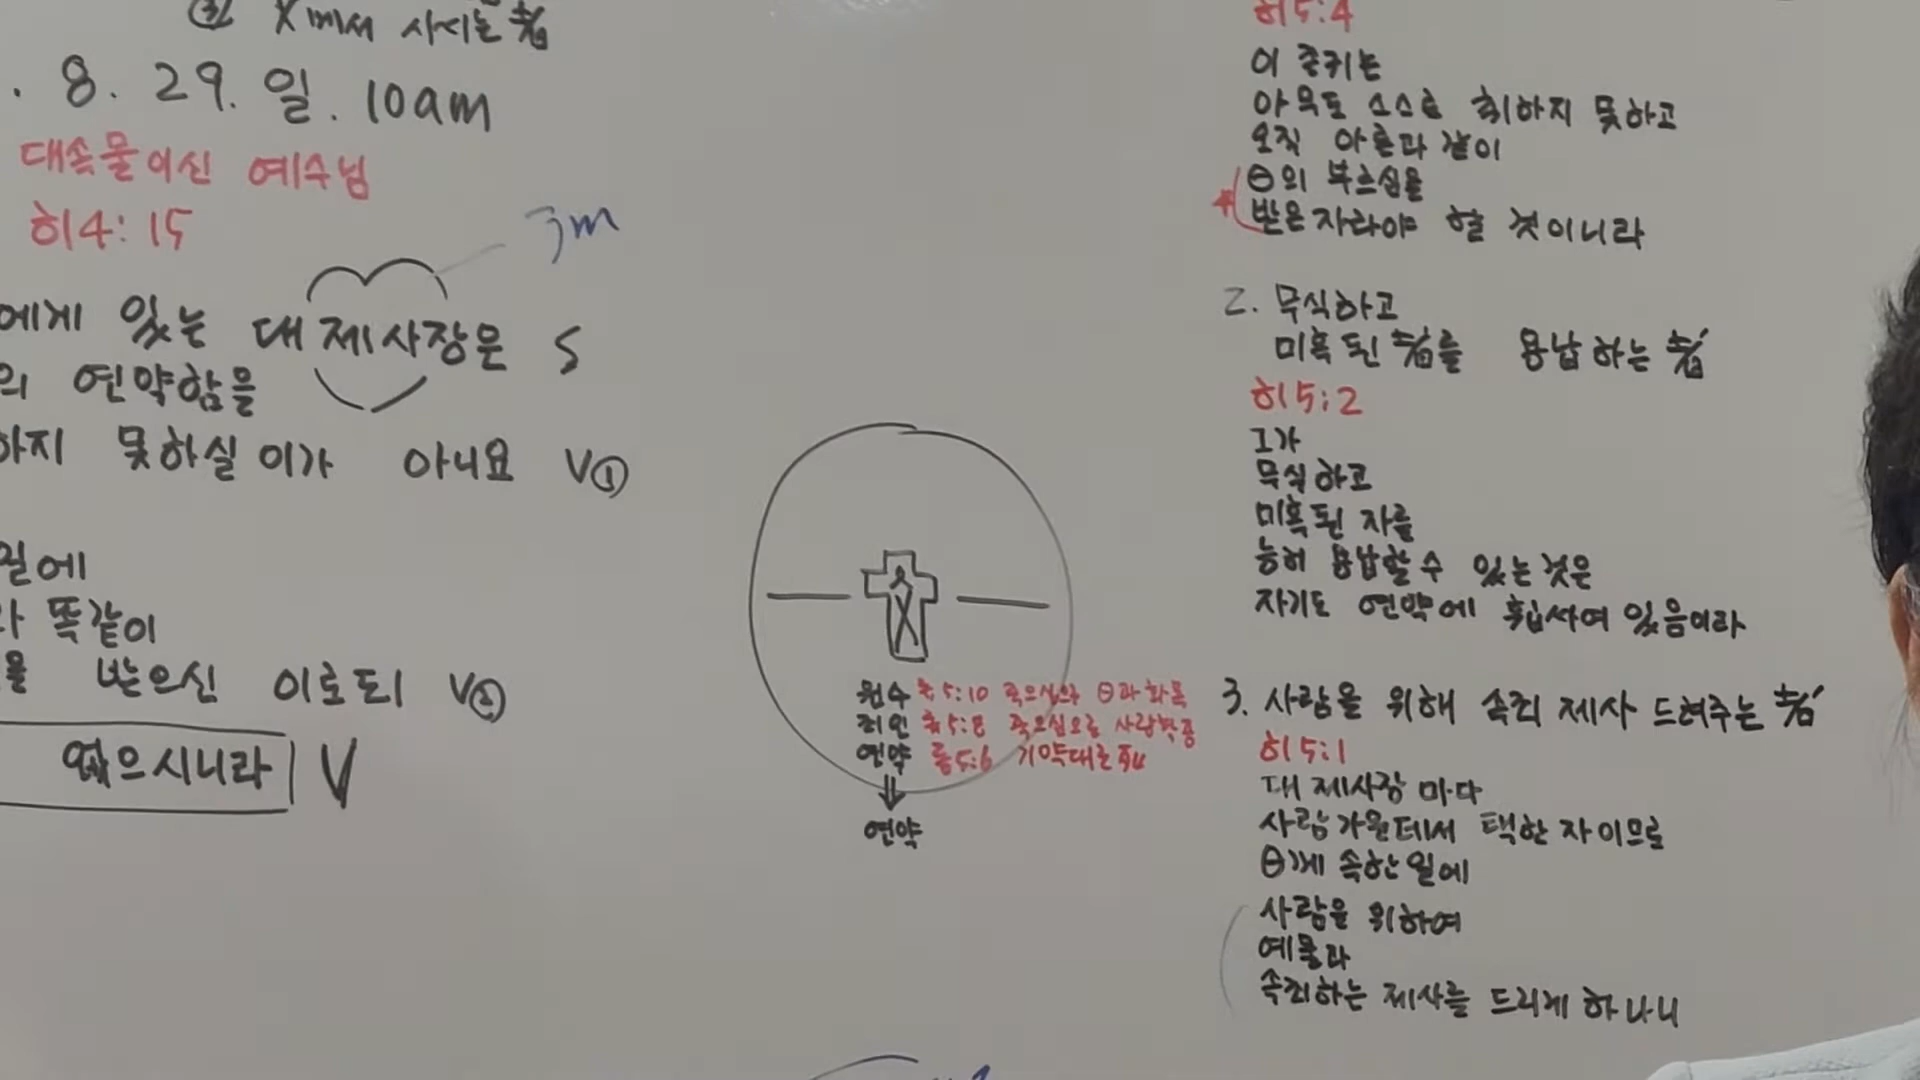 ③ X께서 사시는
. 8. 29. 일. 10am
대속물이신 예수님
히4:15
에게 있는 대제사장은 S
의 연약함을
하지 못하실 이가 아니요 V①
일에
똑같이
을 받으신 이로되 V②
없으시니라 V
원수 롬5:10 죽으심으로 Θ과 화목
죄인 롬5:8 죽으심으로 사랑확증
연약 롬5:6 기약대로
⇓
연약
히5:4
이 존귀는
아무도 스스로 취하지 못하고
오직 아론과 같이
Θ의 부르심을
받은 자라야 할 것이니라
2. 무식하고
미혹된 를 용납하는
히5:2
그가
무식하고
미혹된 자를
능히 용납할 수 있는 것은
자기도 연약에 휩싸여 있음이라
3. 사람을 위해 속죄 제사 드려주는
히5:1
대제사장 마다
사람 가운데서 택한 자이므로
Θ께 속한 일에
사람을 위하여
예물과
속죄하는 제사를 드리게 하나니